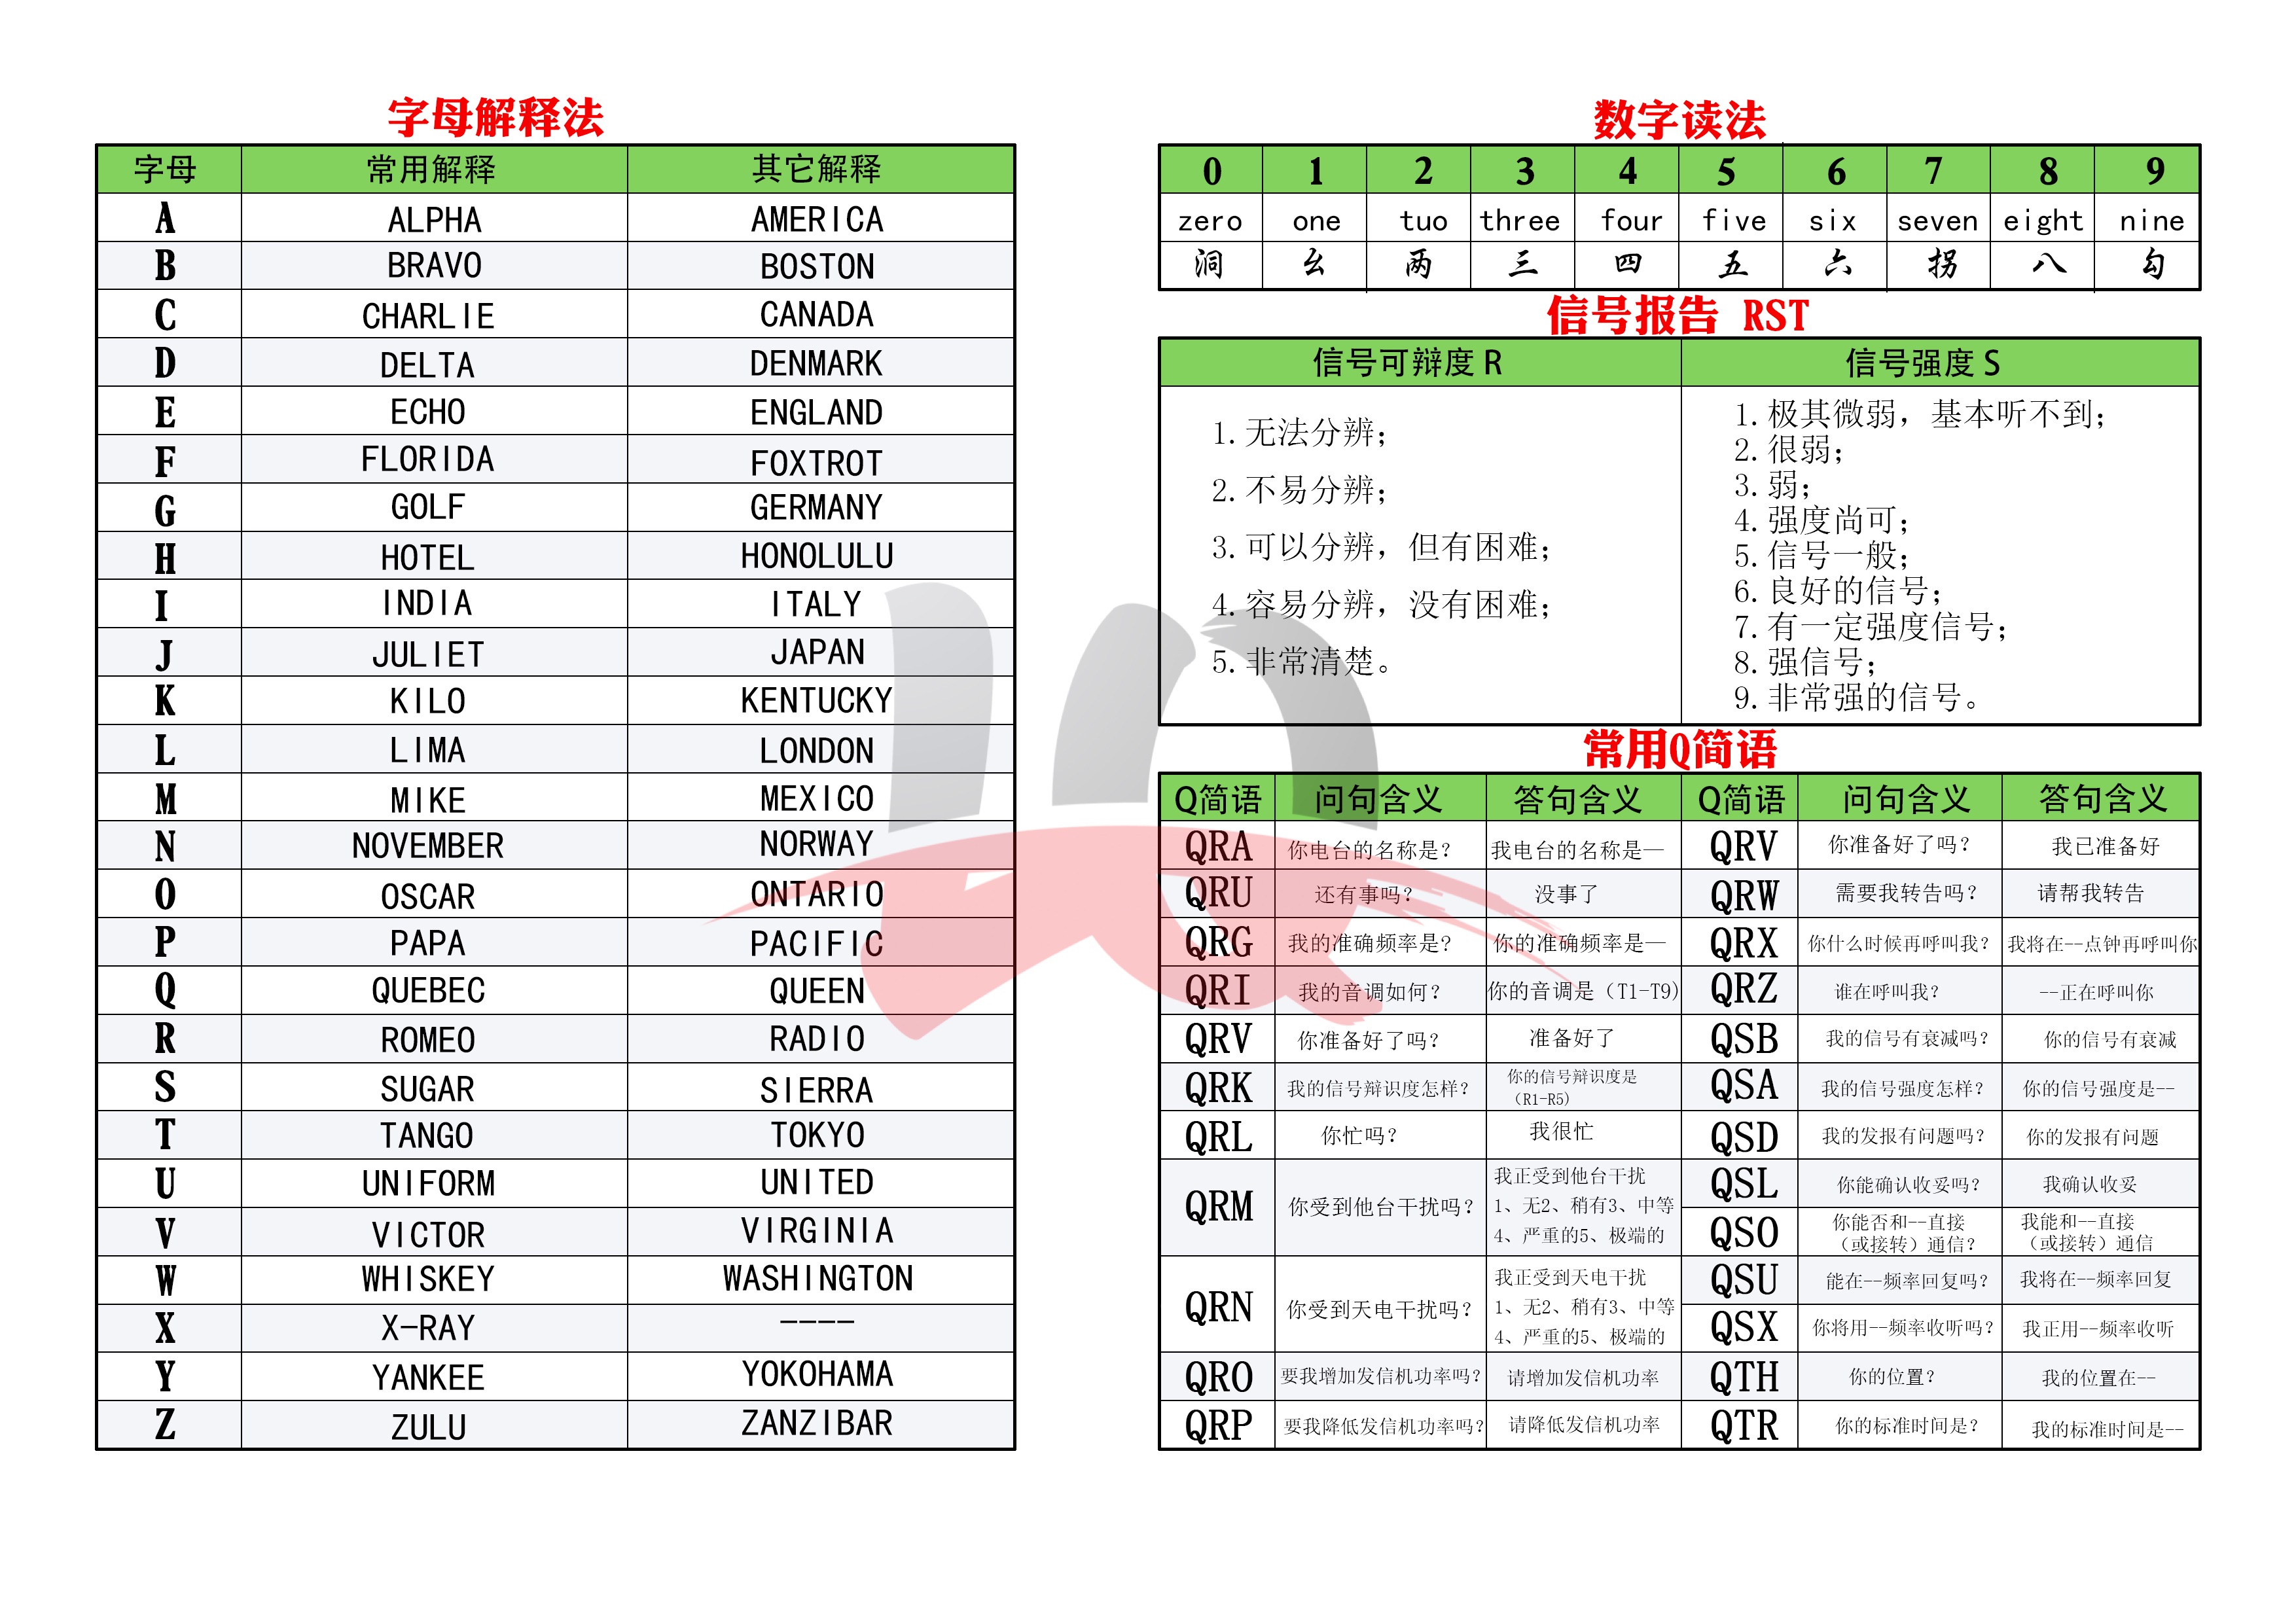 字母解释法
字母 常用解释 其它解释
A ALPHA AMERICA
B BRAVO BOSTON
C CHARLIE CANADA
D DELTA DENMARK
E ECHO ENGLAND
F FLORIDA FOXTROT
G GOLF GERMANY
H HOTEL HONOLULU
I INDIA ITALY
J JULIET JAPAN
K KILO KENTUCKY
L LIMA LONDON
M MIKE MEXICO
N NOVEMBER NORWAY
O OSCAR ONTARIO
P PAPA PACIFIC
Q QUEBEC QUEEN
R ROMEO RADIO
S SUGAR SIERRA
T TANGO TOKYO
U UNIFORM UNITED
V VICTOR VIRGINIA
W WHISKEY WASHINGTON
X X-RAY ----
Y YANKEE YOKOHAMA
Z ZULU ZANZIBAR
数字读法
0 1 2 3 4 5 6 7 8 9
zero one tuo three four five six seven eight nine
洞 幺 两 三 四 五 六 拐 八 勾
信号报告 RST
信号可辩度 R 信号强度 S
1.无法分辨；
2.不易分辨；
3.可以分辨，但有困难；
4.容易分辨，没有困难；
5.非常清楚。
1.极其微弱，基本听不到；
2.很弱；
3.弱；
4.强度尚可；
5.信号一般；
6.良好的信号；
7.有一定强度信号；
8.强信号；
9.非常强的信号。
常用Q简语
Q简语 问句含义 答句含义 Q简语 问句含义 答句含义
QRA 你电台的名称是？ 我电台的名称是— QRV 你准备好了吗？ 我已准备好
QRU 还有事吗？ 没事了 QRW 需要我转告吗？ 请帮我转告
QRG 我的准确频率是？ 你的准确频率是— QRX 你什么时候再呼叫我？ 我将在--点钟再呼叫你
QRI 我的音调如何？ 你的音调是（T1-T9） QRZ 谁在呼叫我？ --正在呼叫你
QRV 你准备好了吗？ 准备好了 QSB 我的信号有衰减吗？ 你的信号有衰减
QRK 我的信号辩识度怎样？ 你的信号辩识度是
（R1-R5） QSA 我的信号强度怎样？ 你的信号强度是--
QRL 你忙吗？ 我很忙 QSD 我的发报有问题吗？ 你的发报有问题
QRM 你受到他台干扰吗？ 我正受到他台干扰
1、无2、稍有3、中等
4、严重的5、极端的
QSL 你能确认收妥吗？ 我确认收妥
QSO 你能否和--直接
（或接转）通信？ 我能和--直接
（或接转）通信
QRN 你受到天电干扰吗？ 我正受到天电干扰
1、无2、稍有3、中等
4、严重的5、极端的
QSU 能在--频率回复吗？ 我将在--频率回复
QSX 你将用--频率收听吗？ 我正用--频率收听
QRO 要我增加发信机功率吗？ 请增加发信机功率 QTH 你的位置？ 我的位置在--
QRP 要我降低发信机功率吗？ 请降低发信机功率 QTR 你的标准时间是？ 我的标准时间是--